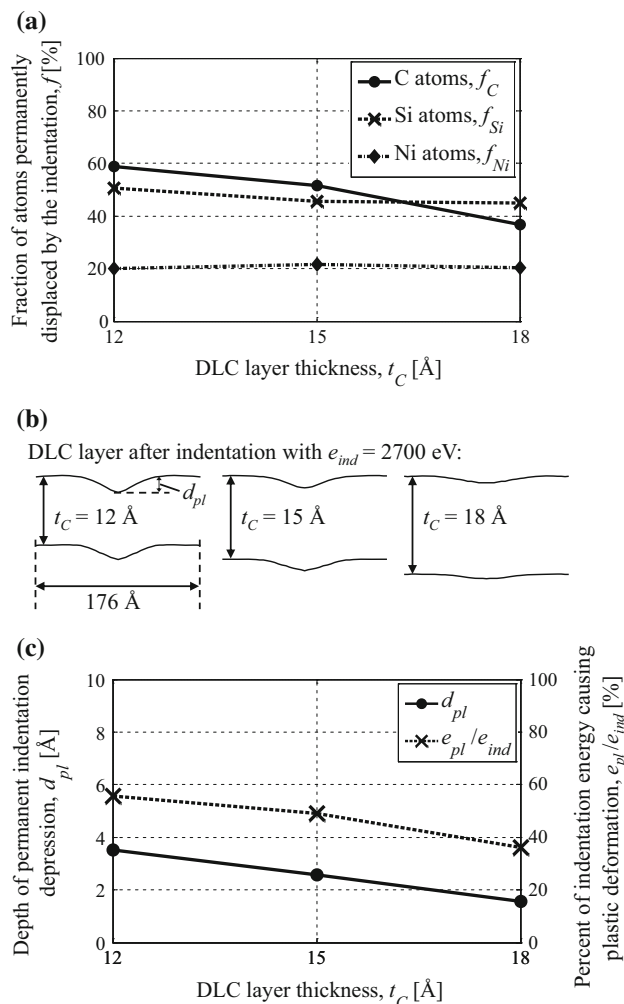 (a)
Fraction of atoms permanently
displaced by the indentation, f [%]
100
80
60
40
20
0
C atoms, f_C
Si atoms, f_Si
Ni atoms, f_Ni
12
15
18
DLC layer thickness, t_C [Å]
(b)
DLC layer after indentation with e_ind = 2700 eV:
d_pl
t_C = 12 Å
t_C = 15 Å
t_C = 18 Å
176 Å
(c)
Depth of permanent indentation
depression, d_pl [Å]
10
8
6
4
2
0
d_pl
e_pl/e_ind
100
80
60
40
20
0
Percent of indentation energy causing
plastic deformation, e_pl/e_ind [%]
12
15
18
DLC layer thickness, t_C [Å]